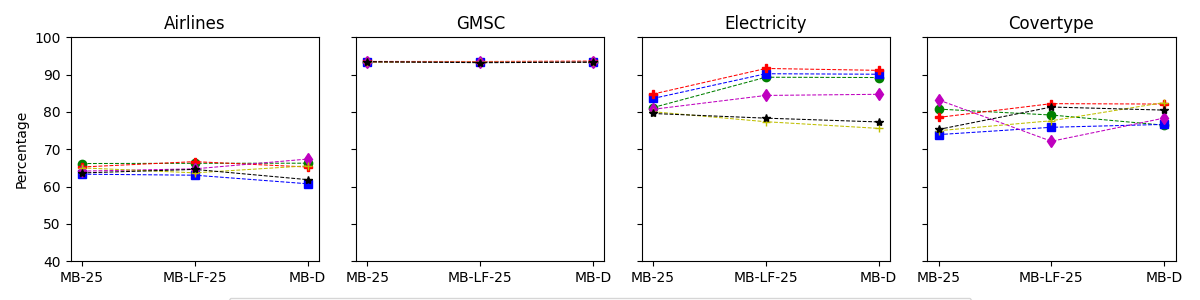 Airlines GMSC Electricity Covertype
100
90
80
70
60
50
40
Percentage
MB-25 MB-LF-25 MB-D MB-25 MB-LF-25 MB-D MB-25 MB-LF-25 MB-D MB-25 MB-LF-25 MB-D